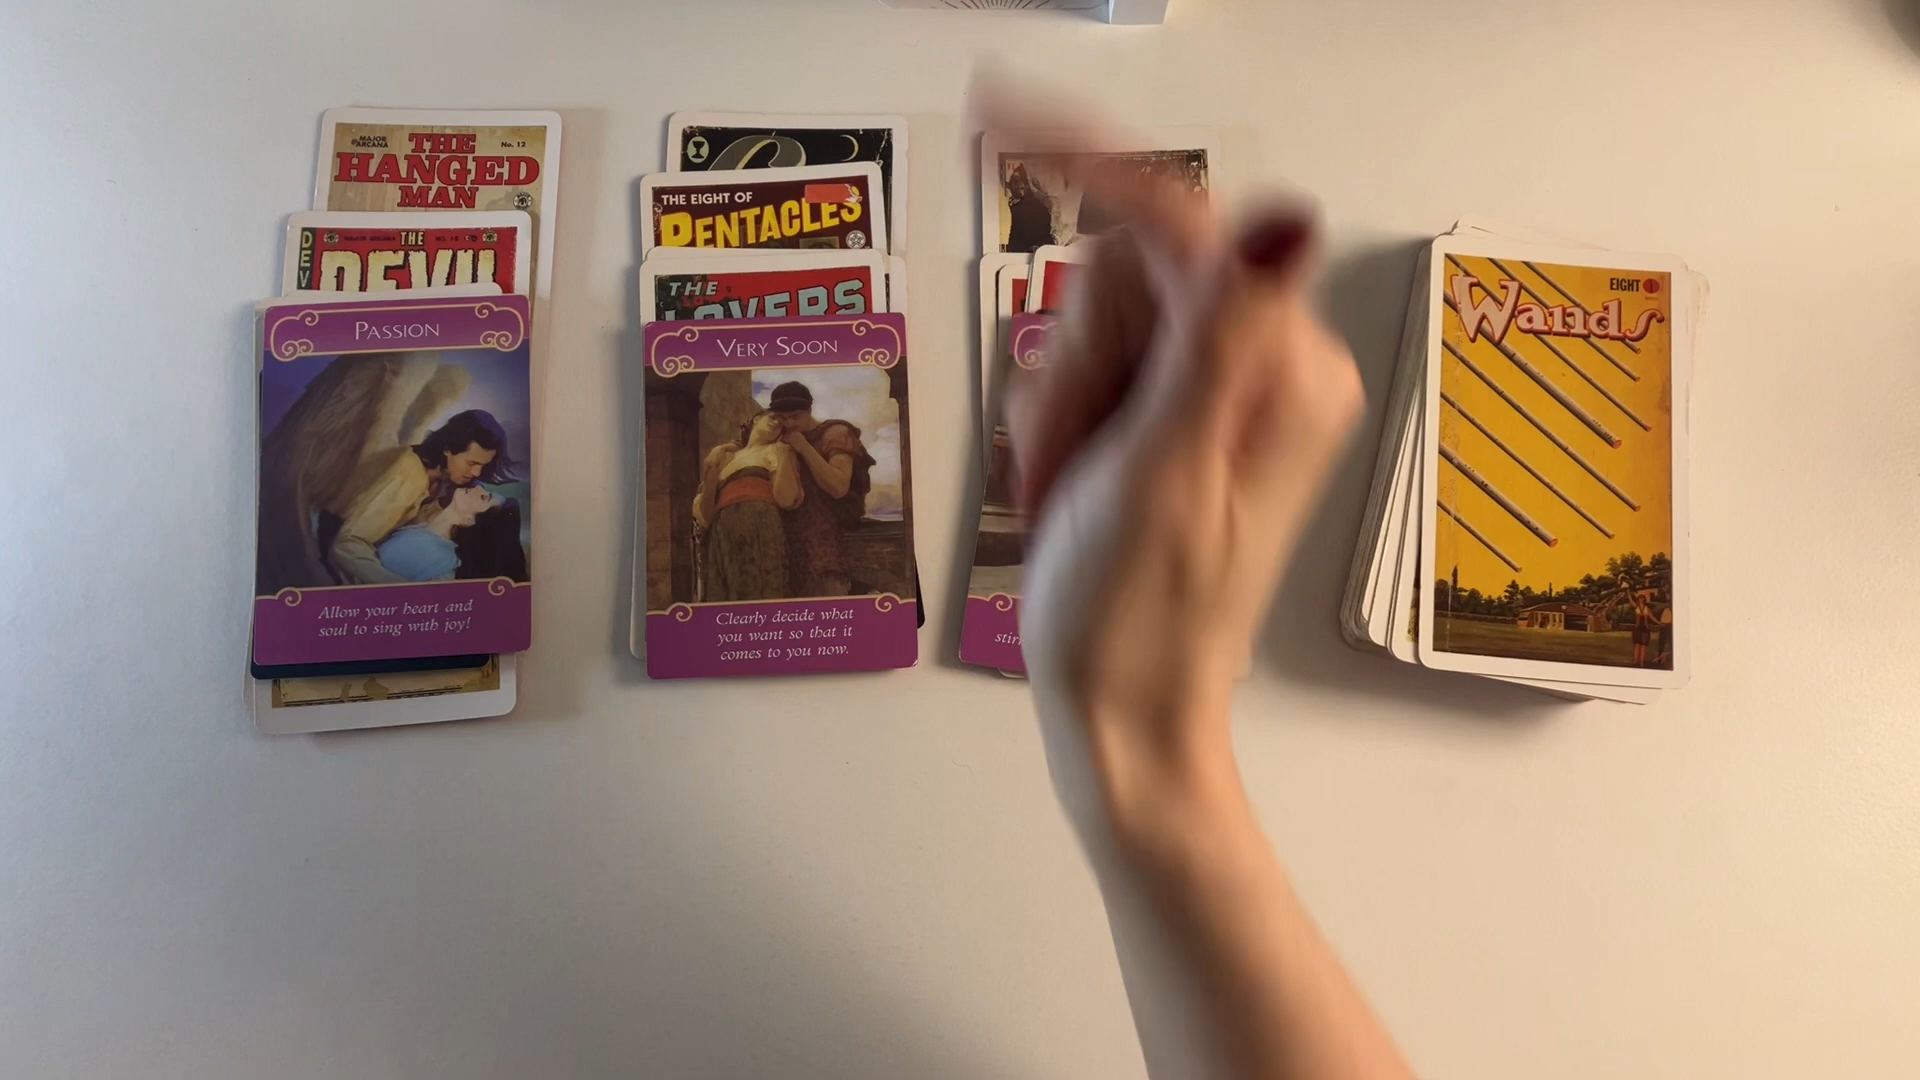 MAJOR
ARCANA
THE
HANGED
MAN
No. 12
DEV
THE
DEVIL
PASSION
Allow your heart and
soul to sing with joy!
THE EIGHT OF
PENTACLES
THE
LOVERS
VERY SOON
Clearly decide what
you want so that it
comes to you now.
EIGHT
Wands